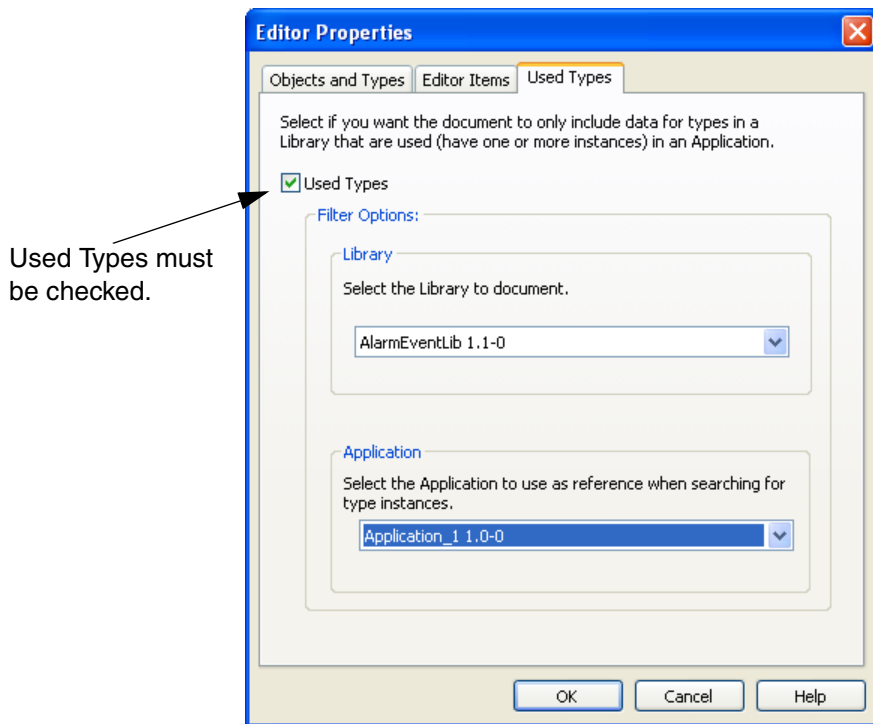 Editor Properties
Objects and Types
Editor Items
Used Types
Select if you want the document to only include data for types in a
Library that are used (have one or more instances) in an Application.
Used Types
Used Types must
be checked.
Filter Options:
Library
Select the Library to document.
AlarmEventLib 1.1-0
Application
Select the Application to use as reference when searching for
type instances.
Application_1 1.0-0
OK
Cancel
Help